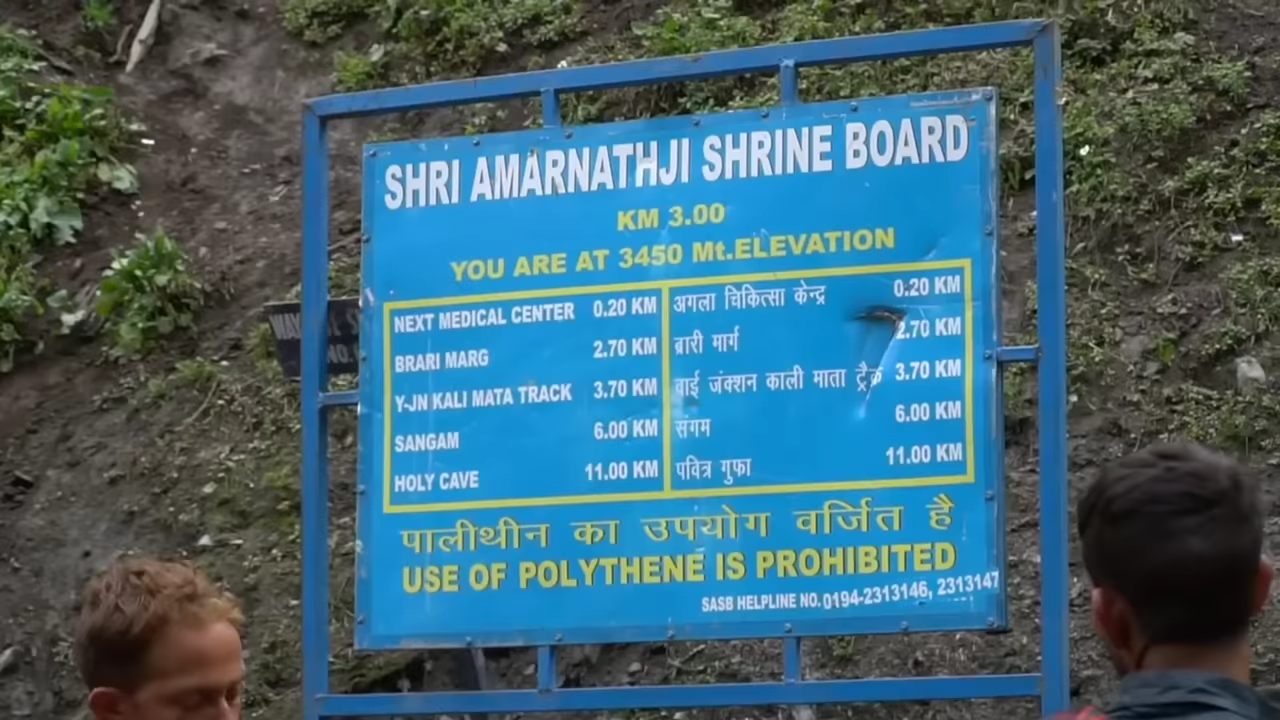 SHRI AMARNATHJI SHRINE BOARD
KM 3.00
YOU ARE AT 3450 Mt.ELEVATION
NEXT MEDICAL CENTER 0.20 KM
BRARI MARG 2.70 KM
Y-JN KALI MATA TRACK 3.70 KM
SANGAM 6.00 KM
HOLY CAVE 11.00 KM
अगला चिकित्सा केन्द्र 0.20 KM
ब्रारी मार्ग 2.70 KM
वाई जंक्शन काली माता ट्रैक 3.70 KM
संगम 6.00 KM
पवित्र गुफा 11.00 KM
पालीथीन का उपयोग वर्जित है
USE OF POLYTHENE IS PROHIBITED
SASB HELPLINE NO. 0194-2313146, 2313147